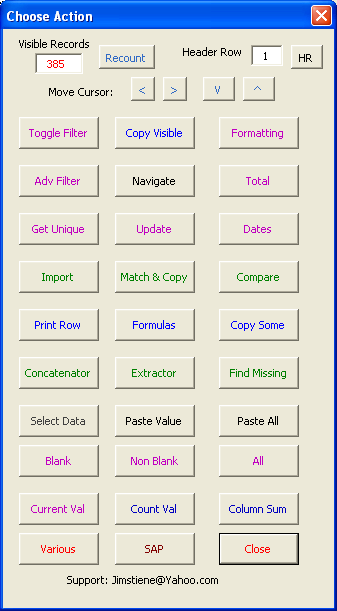 Choose Action
Visible Records
385
Recount
Header Row
1
HR
Move Cursor:
<
>
V
^
Toggle Filter
Copy Visible
Formatting
Adv Filter
Navigate
Total
Get Unique
Update
Dates
Import
Match & Copy
Compare
Print Row
Formulas
Copy Some
Concatenator
Extractor
Find Missing
Select Data
Paste Value
Paste All
Blank
Non Blank
All
Current Val
Count Val
Column Sum
Various
SAP
Close
Support: Jimstiene@Yahoo.com